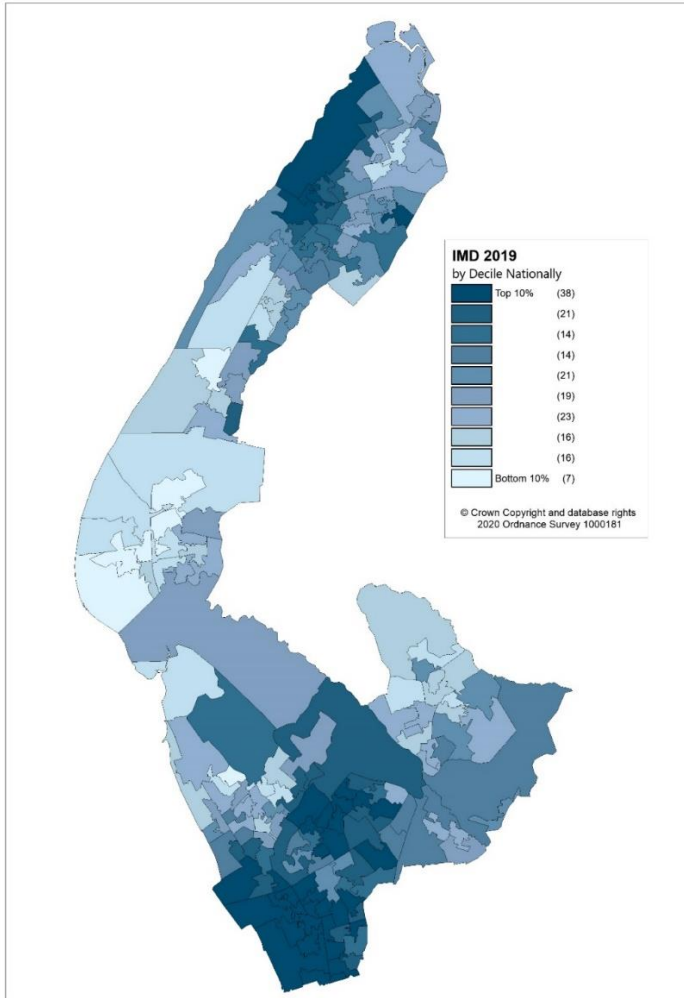 IMD 2019
by Decile Nationally
Top 10% (38)
(21)
(14)
(14)
(21)
(19)
(23)
(16)
(16)
Bottom 10% (7)
© Crown Copyright and database rights
2020 Ordnance Survey 1000181